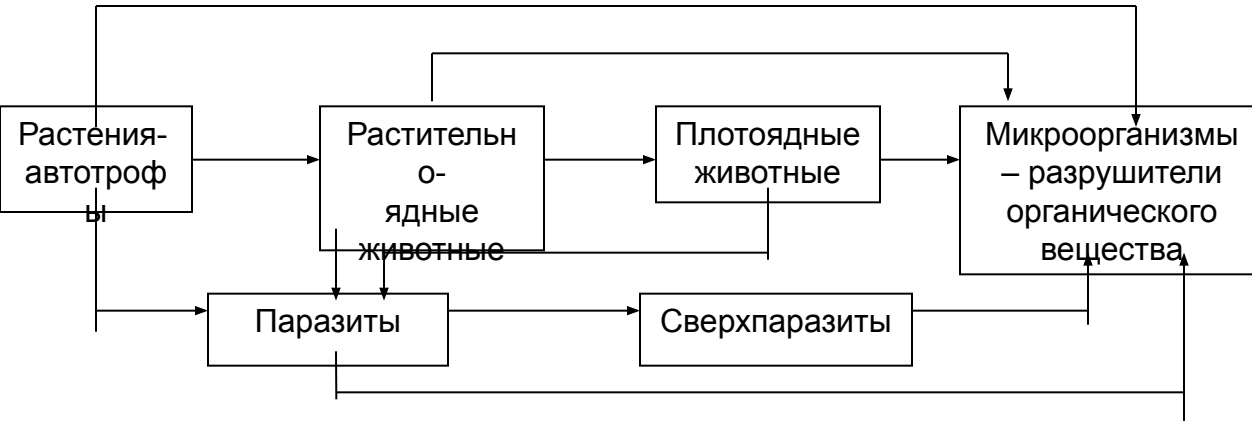 Растения-
автотроф
ы
Растительн
о-
ядные
животные
Плотоядные
животные
Микроорганизмы
– разрушители
органического
вещества
Паразиты
Сверхпаразиты